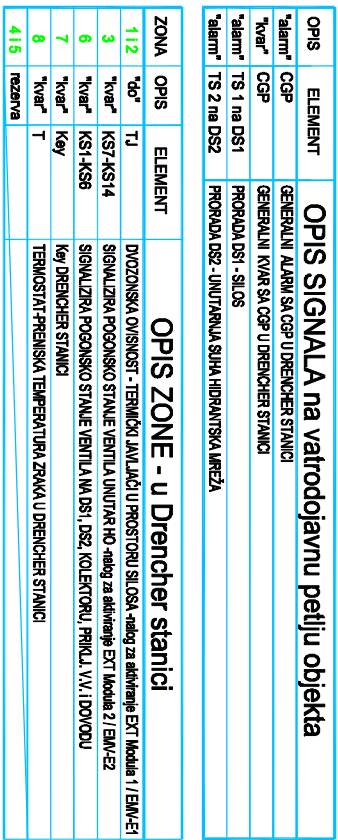 OPIS ELEMENT OPIS SIGNALA na vatrodojavnu petlju objekta
"alarm" CGP GENERALNI ALARM SA CGP U DRENCHER STANICI
"kvar" CGP GENERALNI KVAR SA CGP U DRENCHER STANICI
"alarm" TS 1 na DS1 PRORADA DS1 - SILOS
"alarm" TS 2 na DS2 PRORADA DS2 - UNUTARNJA SUHA HIDRANTSKA MREŽA
ZONA OPIS ELEMENT OPIS ZONE - u Drencher stanici
1 i 2 "do" TJ DVOZONSKA OVISNOST - TERMIČKI JAVLJAČI U PROSTORU SILOSA -nalog za aktiviranje EXT Modula 1 / EMV-E1
3 "kvar" KS7-KS14 SIGNALIZIRA POGONSKO STANJE VENTILA UNUTAR HO -nalog za aktiviranje EXT Modula 2 / EMV-E2
6 "kvar" KS1-KS6 SIGNALIZIRA POGONSKO STANJE VENTILA NA DS1, DS2, KOLEKTORU, PRIKLJ. V.V. I DOVODU
7 "kvar" Key Key DRENCHER STANICI
8 "kvar" T TERMOSTAT-PRENISKA TEMPERATURA ZRAKA U DRENCHER STANICI
4 i 5 rezerva